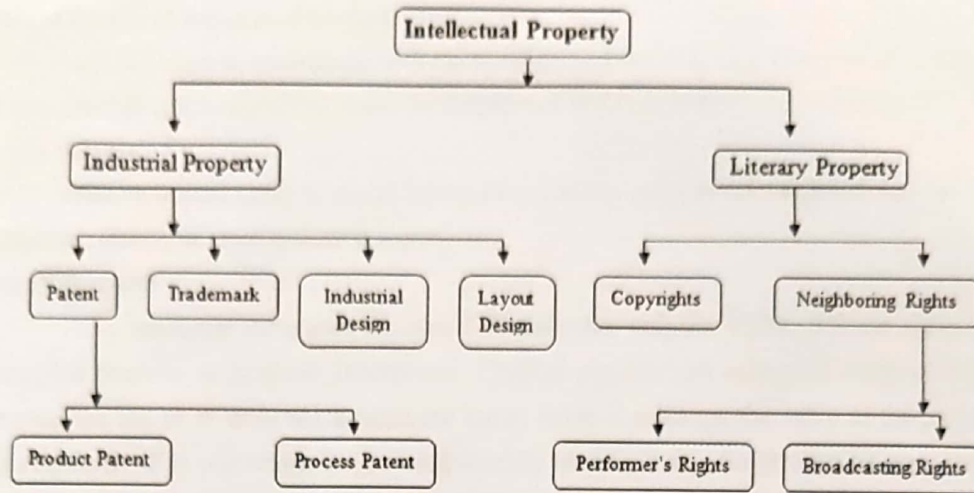 Intellectual Property
Industrial Property
Literary Property
Patent
Trademark
Industrial
Design
Layout
Design
Copyrights
Neighboring Rights
Product Patent
Process Patent
Performer's Rights
Broadcasting Rights